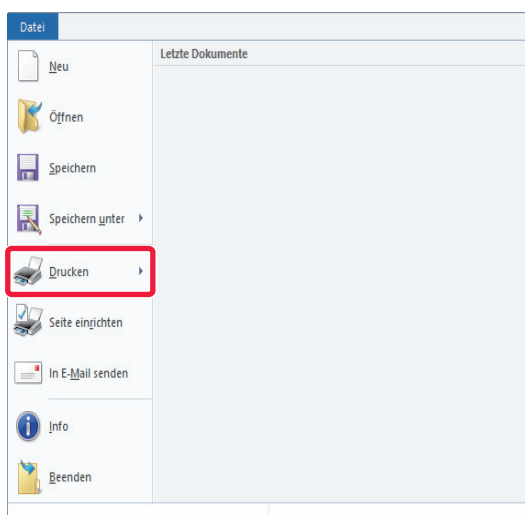 Datei
Letzte Dokumente
Neu
Öffnen
Speichern
Speichern unter
Drucken
Seite einrichten
In E-Mail senden
Info
Beenden